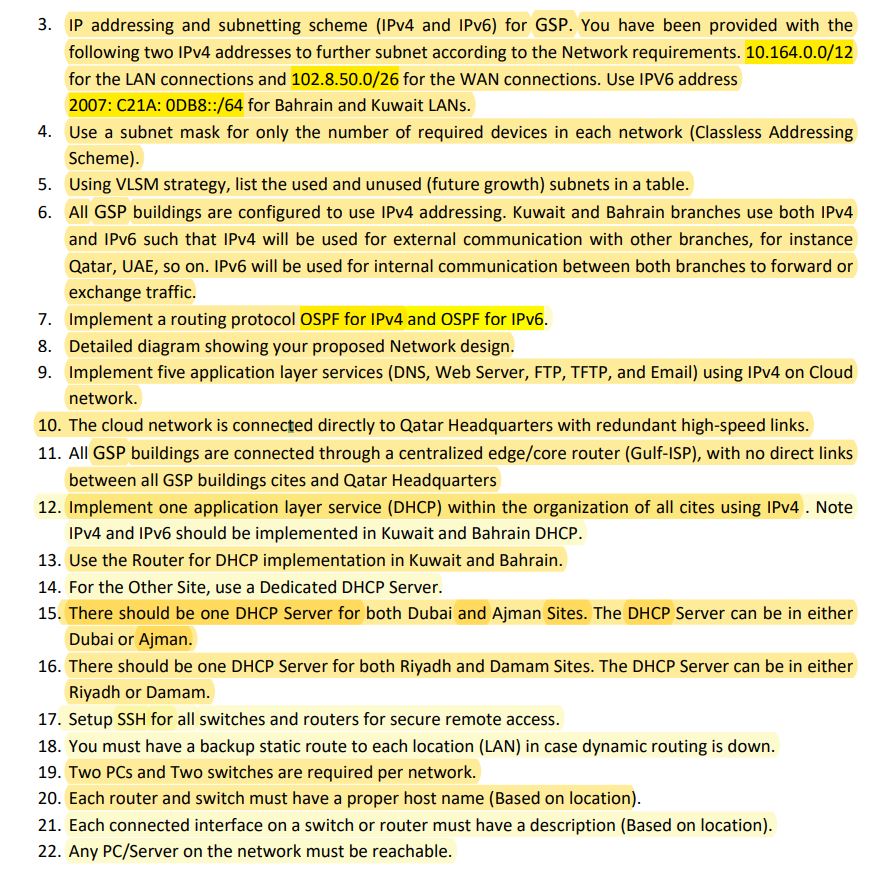 3. IP addressing and subnetting scheme (IPv4 and IPv6) for GSP. You have been provided with the
following two IPv4 addresses to further subnet according to the Network requirements. 10.164.0.0/12
for the LAN connections and 102.8.50.0/26 for the WAN connections. Use IPV6 address
2007: C21A: 0DB8::/64 for Bahrain and Kuwait LANs.
4. Use a subnet mask for only the number of required devices in each network (Classless Addressing
Scheme).
5. Using VLSM strategy, list the used and unused (future growth) subnets in a table.
6. All GSP buildings are configured to use IPv4 addressing. Kuwait and Bahrain branches use both IPv4
and IPv6 such that IPv4 will be used for external communication with other branches, for instance
Qatar, UAE, so on. IPv6 will be used for internal communication between both branches to forward or
exchange traffic.
7. Implement a routing protocol OSPF for IPv4 and OSPF for IPv6.
8. Detailed diagram showing your proposed Network design.
9. Implement five application layer services (DNS, Web Server, FTP, TFTP, and Email) using IPv4 on Cloud
network.
10. The cloud network is connected directly to Qatar Headquarters with redundant high-speed links.
11. All GSP buildings are connected through a centralized edge/core router (Gulf-ISP), with no direct links
between all GSP buildings cites and Qatar Headquarters
12. Implement one application layer service (DHCP) within the organization of all cites using IPv4 . Note
IPv4 and IPv6 should be implemented in Kuwait and Bahrain DHCP.
13. Use the Router for DHCP implementation in Kuwait and Bahrain.
14. For the Other Site, use a Dedicated DHCP Server.
15. There should be one DHCP Server for both Dubai and Ajman Sites. The DHCP Server can be in either
Dubai or Ajman.
16. There should be one DHCP Server for both Riyadh and Damam Sites. The DHCP Server can be in either
Riyadh or Damam.
17. Setup SSH for all switches and routers for secure remote access.
18. You must have a backup static route to each location (LAN) in case dynamic routing is down.
19. Two PCs and Two switches are required per network.
20. Each router and switch must have a proper host name (Based on location).
21. Each connected interface on a switch or router must have a description (Based on location).
22. Any PC/Server on the network must be reachable.